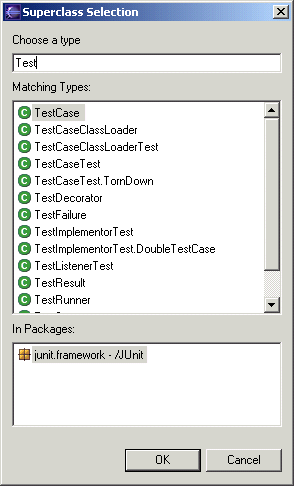 Superclass Selection
Choose a type
Test
Matching Types:
TestCase
TestCaseClassLoader
TestCaseClassLoaderTest
TestCaseTest
TestCaseTest.TornDown
TestDecorator
TestFailure
TestImplementorTest
TestImplementorTest.DoubleTestCase
TestListenerTest
TestResult
TestRunner
In Packages:
junit.framework - /JUnit
OK
Cancel